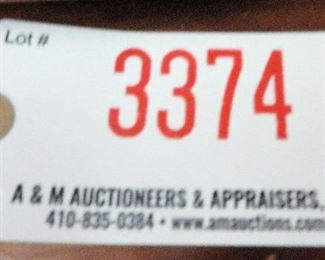 Lot #
3374
A & M AUCTIONEERS & APPRAISERS,
410-835-0384 • www.amauctions.com